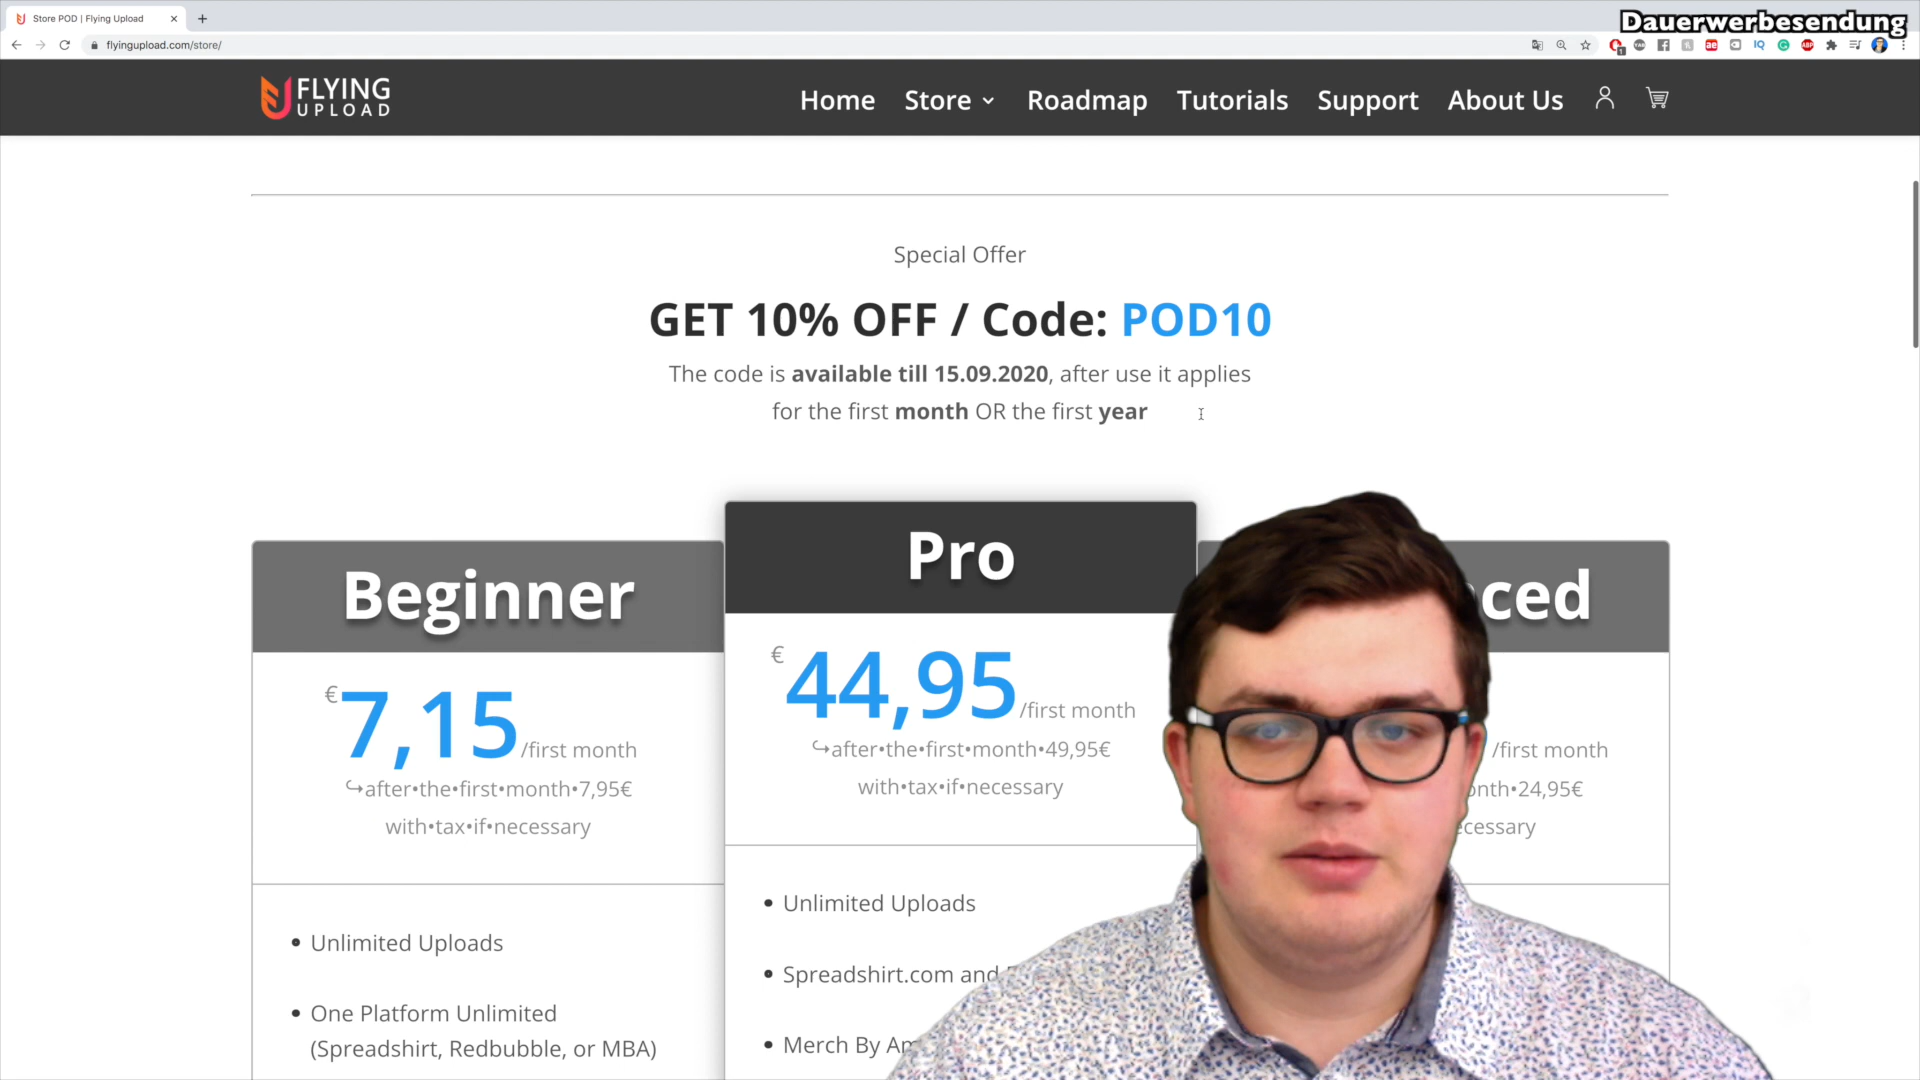 Store POD | Flying Upload
Dauerwerbesendung
flyingupload.com/store/
FLYING
UPLOAD
Home
Store
Roadmap
Tutorials
Support
About Us
Special Offer
GET 10% OFF / Code: POD10
The code is available till 15.09.2020, after use it applies
for the first month OR the first year
Beginner
€7,15/first month
↪after•the•first•month•7,95€
with•tax•if•necessary
• Unlimited Uploads
• One Platform Unlimited
(Spreadshirt, Redbubble, or MBA)
Pro
€44,95/first month
↪after•the•first•month•49,95€
with•tax•if•necessary
• Unlimited Uploads
• Spreadshirt.com and
• Merch By
ced
/first month
onth•24,95€
ecessary